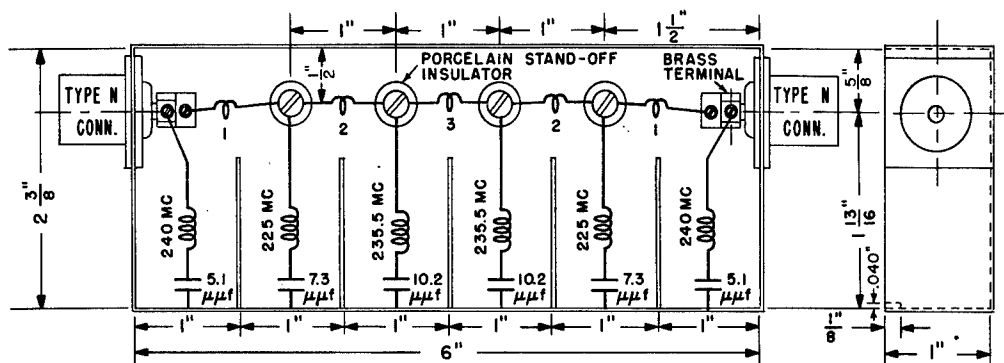 1" 1" 1" 1 1/2"
1/2"
PORCELAIN STAND-OFF
INSULATOR
BRASS
TERMINAL
5/8"
TYPE N
CONN.
TYPE N
CONN.
1 2 3 2 1
2 3/8"
1 13/16"
240 MC
225 MC
235.5 MC
235.5 MC
225 MC
240 MC
.040"
5.1
μμf
7.3
μμf
10.2
μμf
10.2
μμf
7.3
μμf
5.1
μμf
1" 1" 1" 1" 1" 1"
1/8"
6"
1"